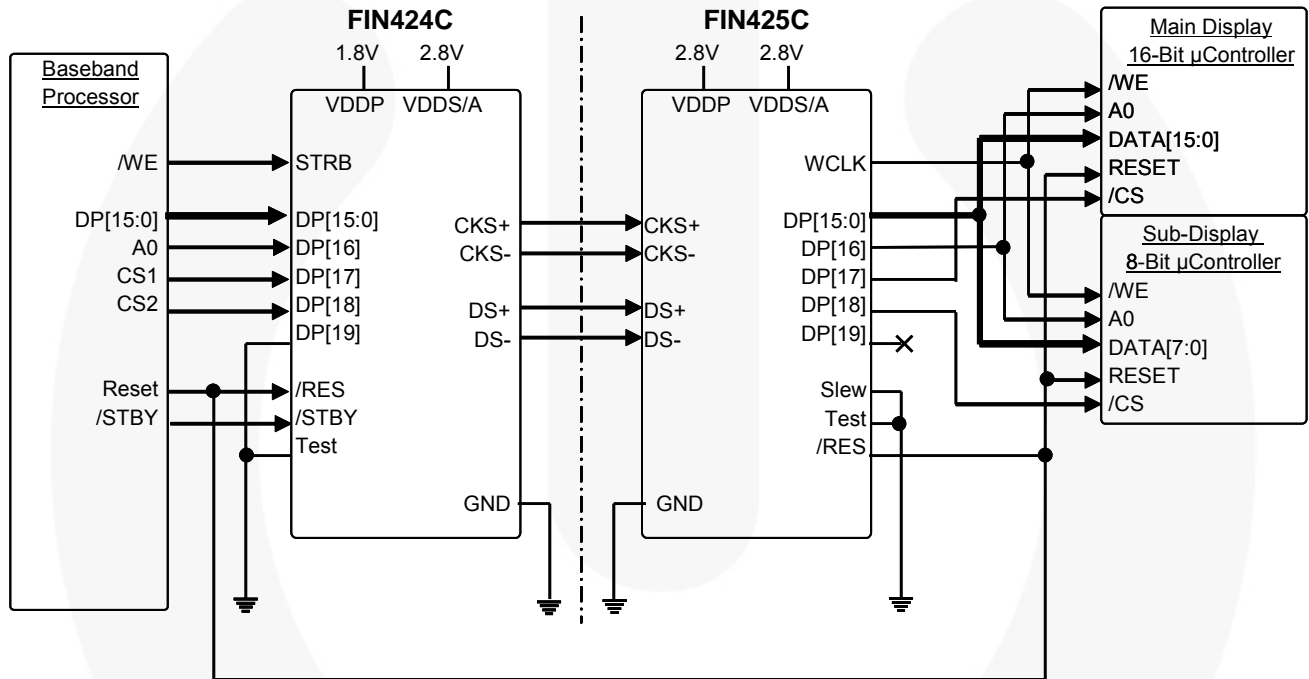 FIN424C
FIN425C
Baseband
Processor
/WE
DP[15:0]
A0
CS1
CS2
Reset
/STBY
1.8V
2.8V
VDDP
VDDS/A
STRB
DP[15:0]
DP[16]
DP[17]
DP[18]
DP[19]
/RES
/STBY
Test
CKS+
CKS-
DS+
DS-
GND
2.8V
2.8V
VDDP
VDDS/A
CKS+
CKS-
DS+
DS-
GND
WCLK
DP[15:0]
DP[16]
DP[17]
DP[18]
DP[19]
Slew
Test
/RES
Main Display
16-Bit µController
/WE
A0
DATA[15:0]
RESET
/CS
Sub-Display
8-Bit µController
/WE
A0
DATA[7:0]
RESET
/CS